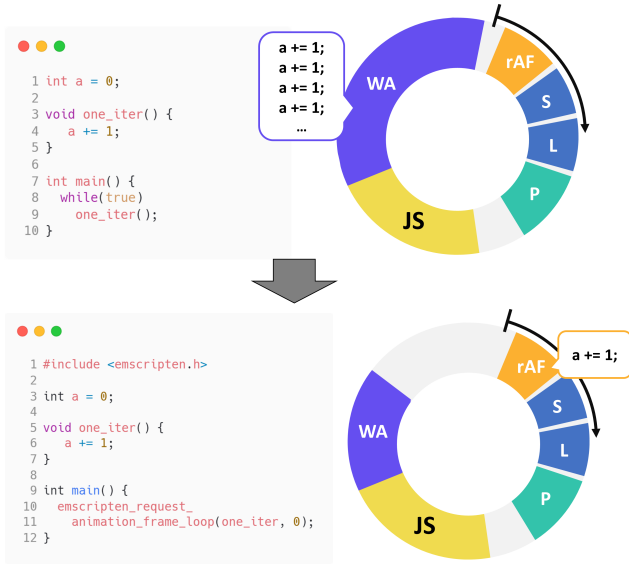 1 int a = 0;
2
3 void one_iter() {
4   a += 1;
5 }
6
7 int main() {
8   while(true)
9     one_iter();
10 }
a += 1;
a += 1;
a += 1;
a += 1;
...
WA
rAF
S
L
P
JS
1 #include <emscripten.h>
2
3 int a = 0;
4
5 void one_iter() {
6   a += 1;
7 }
8
9 int main() {
10   emscripten_request_
11     animation_frame_loop(one_iter, 0);
12 }
rAF
a += 1;
S
WA
L
P
JS